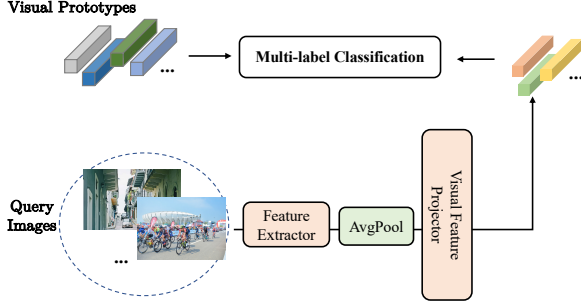 Visual Prototypes
Multi-label Classification
...
...
Query
Images
...
Feature
Extractor
AvgPool
Visual Feature
Projector